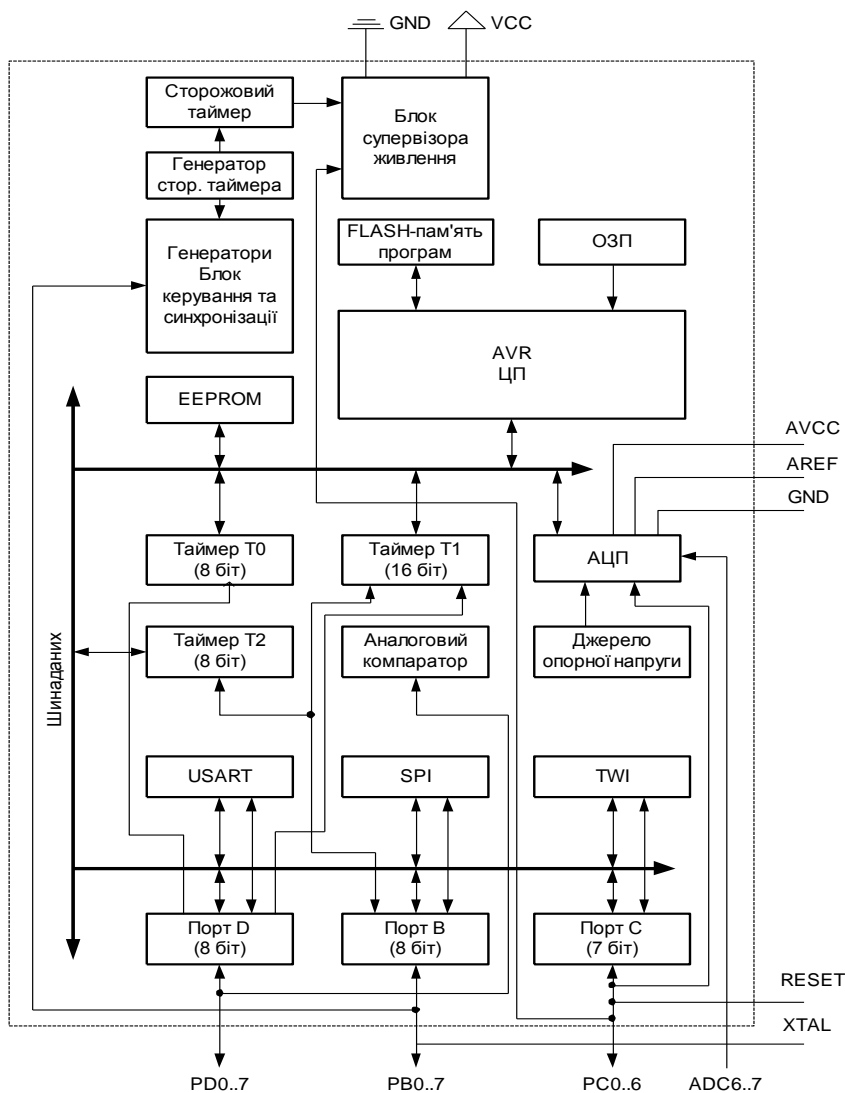 GND
VCC
Сторожовий
таймер
Блок
супервізора
живлення
Генератор
стор. таймера
Генератори
Блок
керування та
синхронізації
FLASH-пам'ять
програм
ОЗП
AVR
ЦП
EEPROM
AVCC
AREF
GND
Таймер Т0
(8 біт)
Таймер Т1
(16 біт)
АЦП
Таймер Т2
(8 біт)
Аналоговий
компаратор
Джерело
опорної напруги
Шинаданих
USART
SPI
TWI
Порт D
(8 біт)
Порт B
(8 біт)
Порт C
(7 біт)
RESET
XTAL
PD0..7
PB0..7
PC0..6
ADC6..7